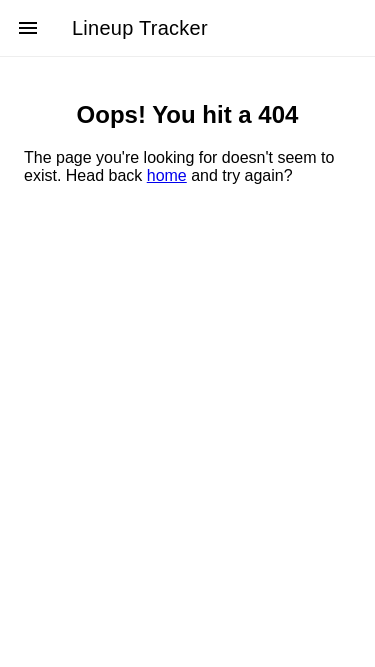 Lineup Tracker
Oops! You hit a 404
The page you're looking for doesn't seem to
exist. Head back home and try again?